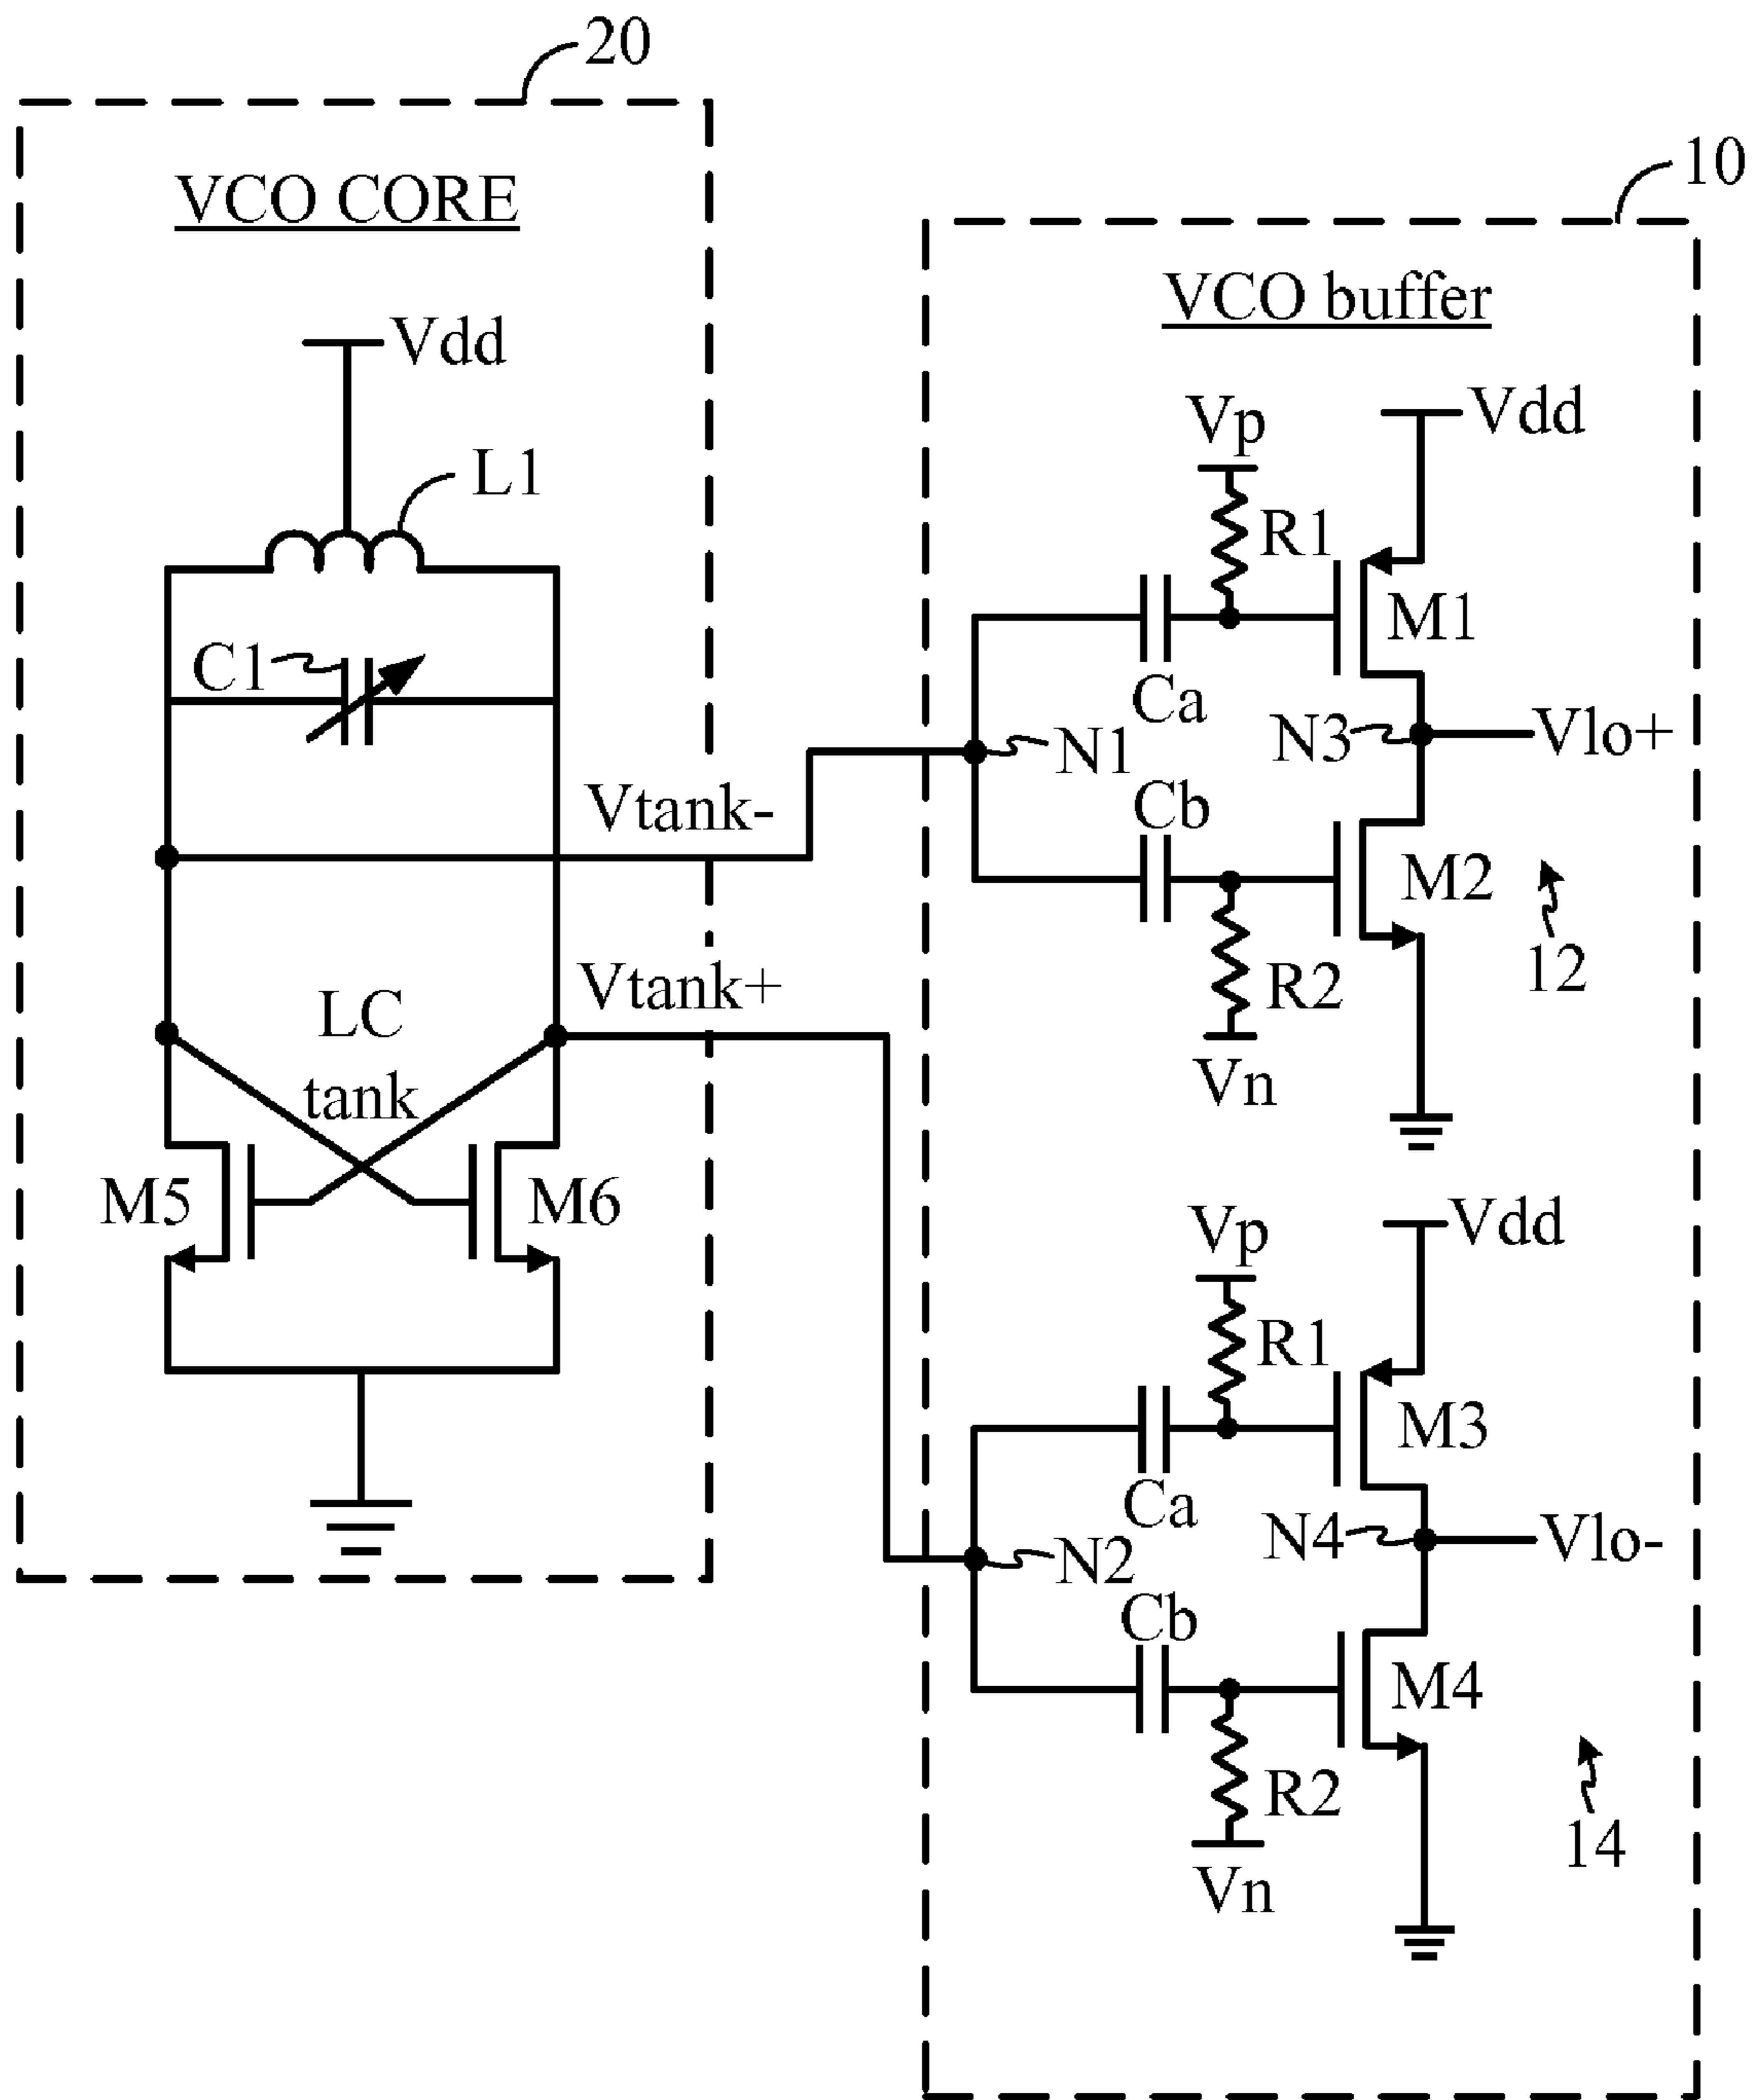 20
VCO CORE
Vdd
L1
C1
Vtank-
LC
tank
Vtank+
M5
M6
10
VCO buffer
Vp
Vdd
R1
M1
Ca
N1
N3
Vlo+
Cb
M2
R2
12
Vn
Vp
Vdd
R1
M3
Ca
N2
N4
Vlo-
Cb
M4
R2
14
Vn